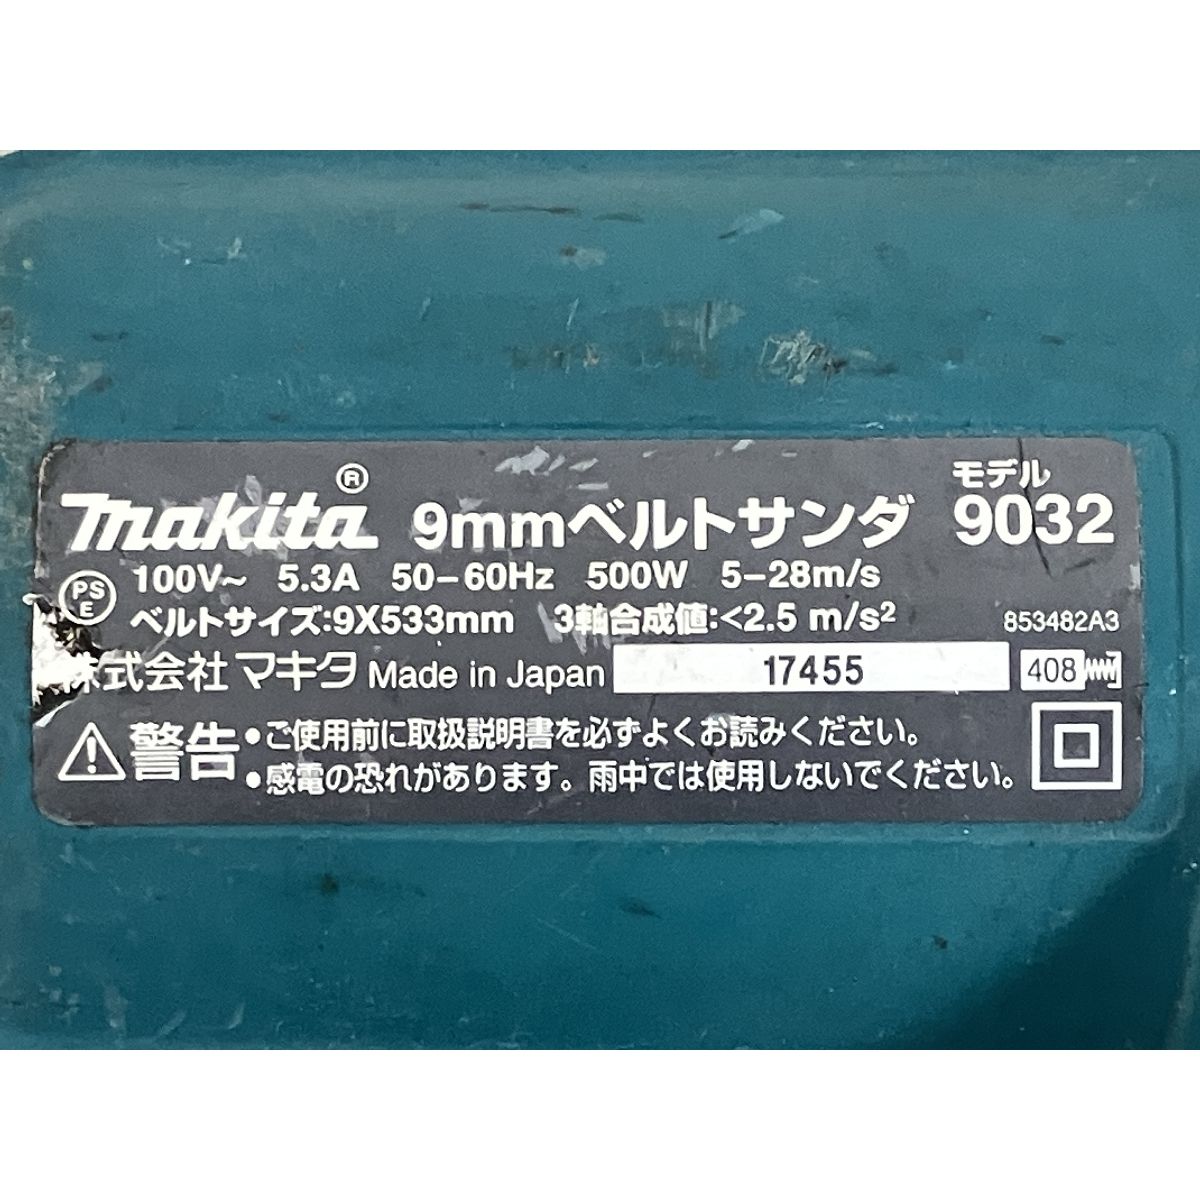 makita® 9mmベルトサンダ モデル 9032
PSE 100V~ 5.3A 50-60Hz 500W 5-28m/s
ベルトサイズ:9X533mm 3軸合成値:<2.5 m/s² 853482A3
株式会社 マキタ Made in Japan 17455 408
警告 •ご使用前に取扱説明書を必ずよくお読みください。
•感電の恐れがあります。雨中では使用しないでください。